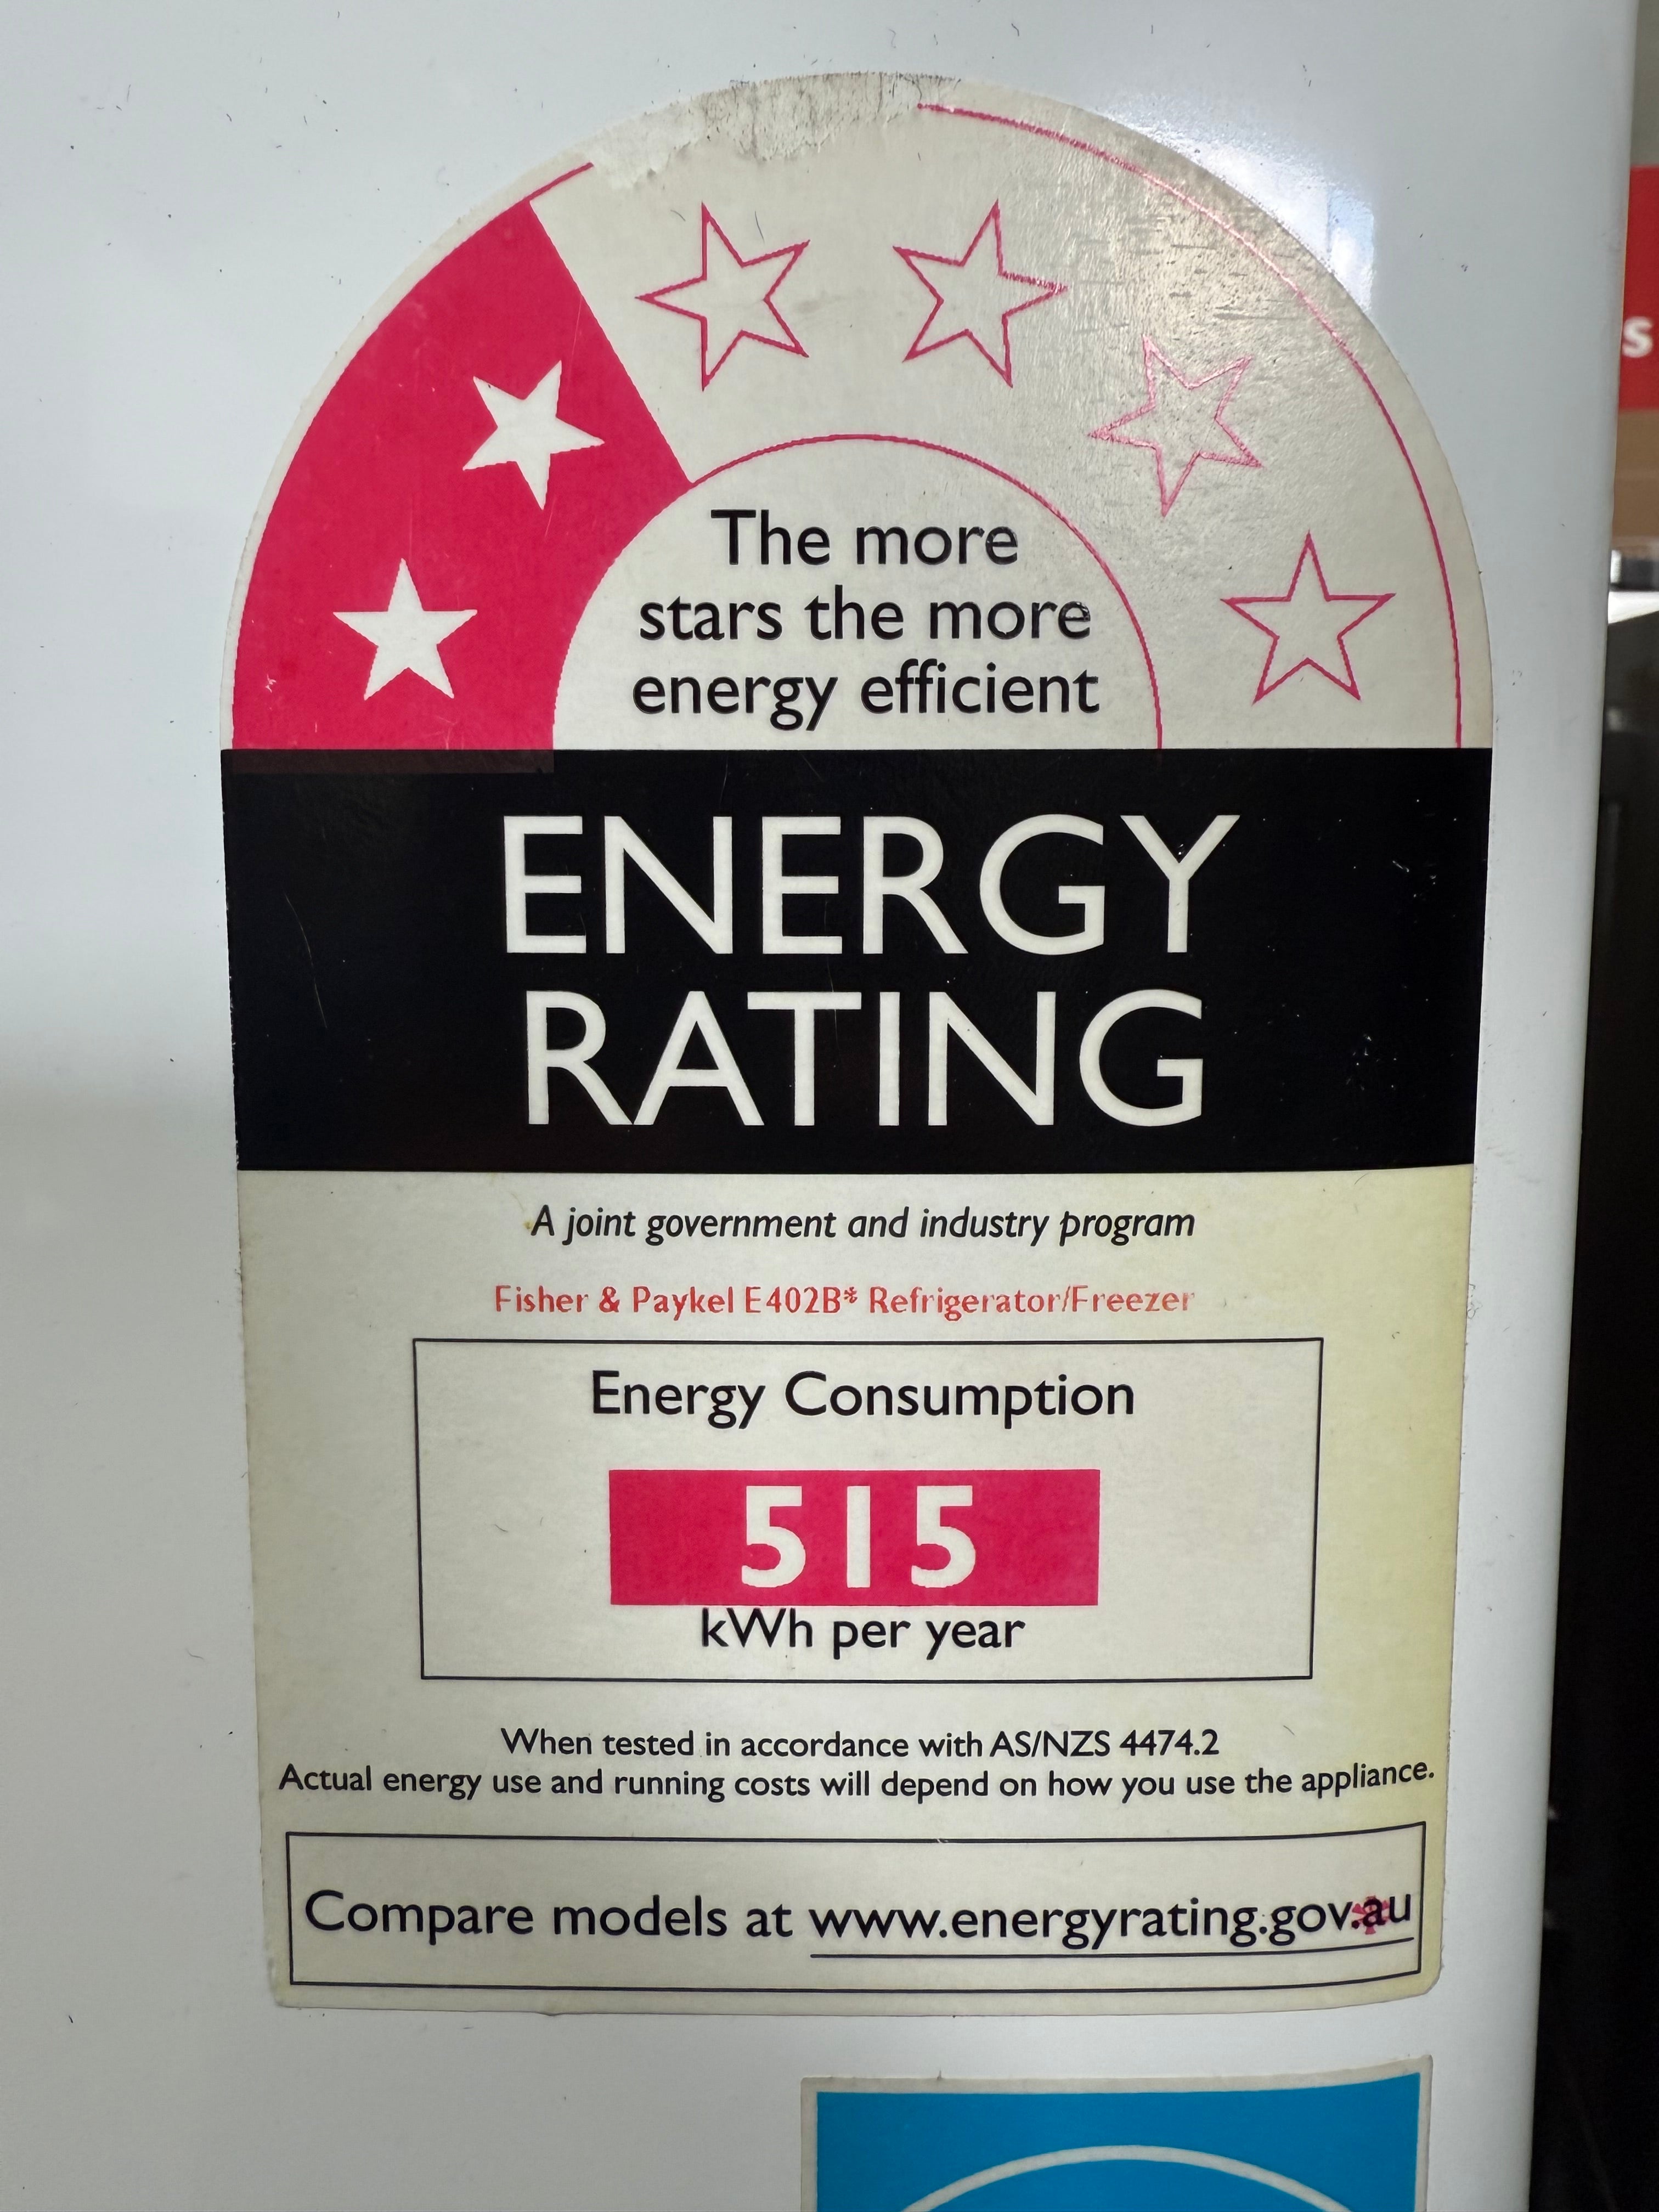 The more
stars the more
energy efficient
ENERGY
RATING
A joint government and industry program
Fisher & Paykel E402B* Refrigerator/Freezer
Energy Consumption
515
kWh per year
When tested in accordance with AS/NZS 4474.2
Actual energy use and running costs will depend on how you use the appliance.
Compare models at www.energyrating.gov.au
s